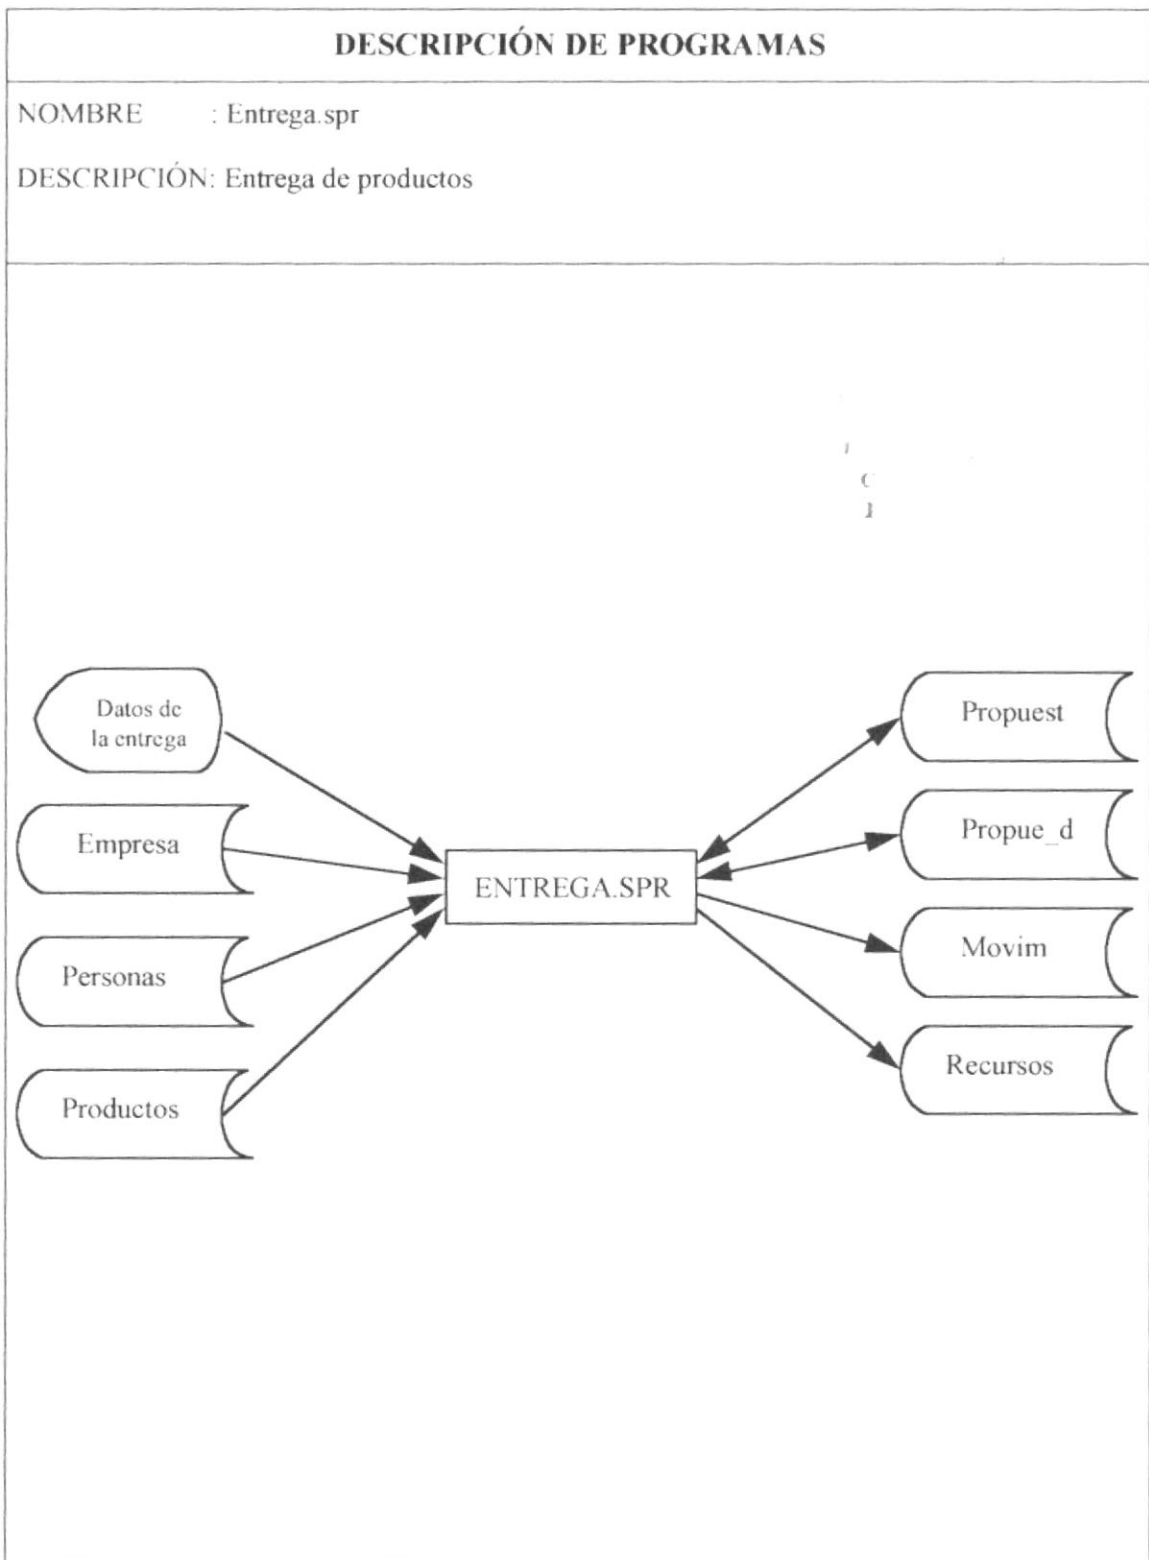 DESCRIPCIÓN DE PROGRAMAS
NOMBRE : Entrega.spr
DESCRIPCIÓN: Entrega de productos
Datos de
la entrega
Empresa
Personas
Productos
ENTREGA.SPR
Propuest
Propue_d
Movim
Recursos